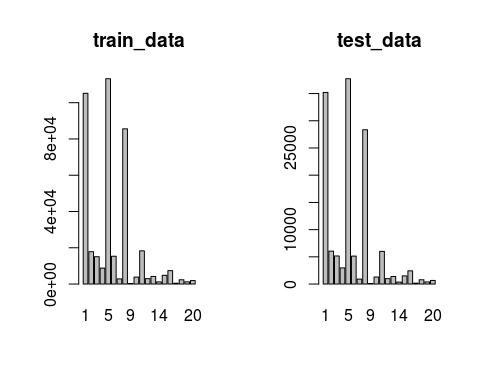 train_data
0e+00 4e+04 8e+04
1 5 9 14 20
test_data
0 10000 25000
1 5 9 14 20